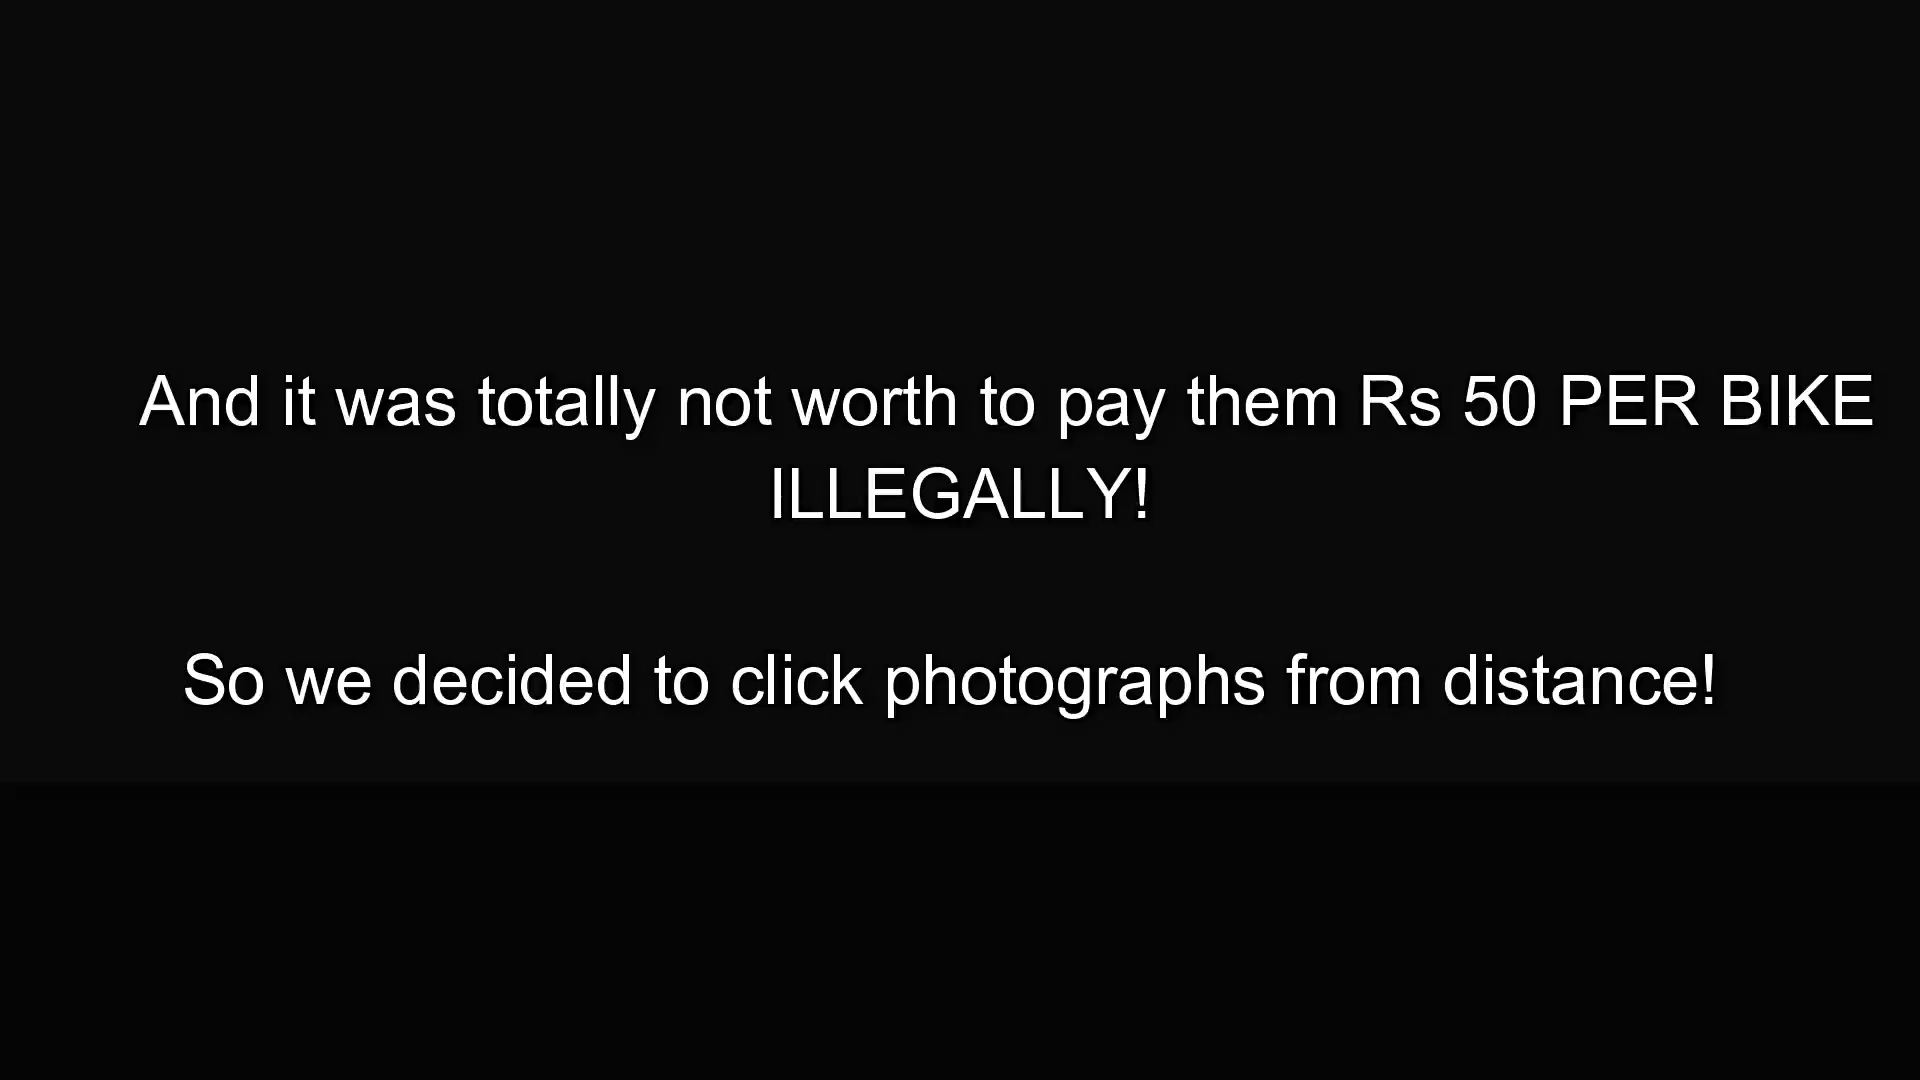 And it was totally not worth to pay them Rs 50 PER BIKE
ILLEGALLY!
So we decided to click photographs from distance!